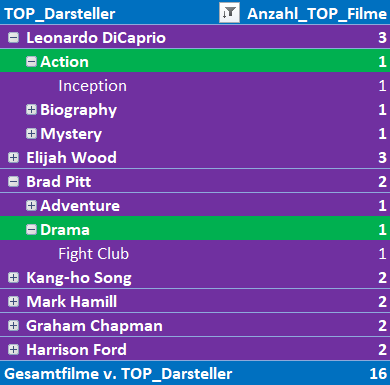 TOP_Darsteller Anzahl_TOP_Filme
Leonardo DiCaprio 3
Action 1
Inception 1
Biography 1
Mystery 1
Elijah Wood 3
Brad Pitt 2
Adventure 1
Drama 1
Fight Club 1
Kang-ho Song 2
Mark Hamill 2
Graham Chapman 2
Harrison Ford 2
Gesamtfilme v. TOP_Darsteller 16